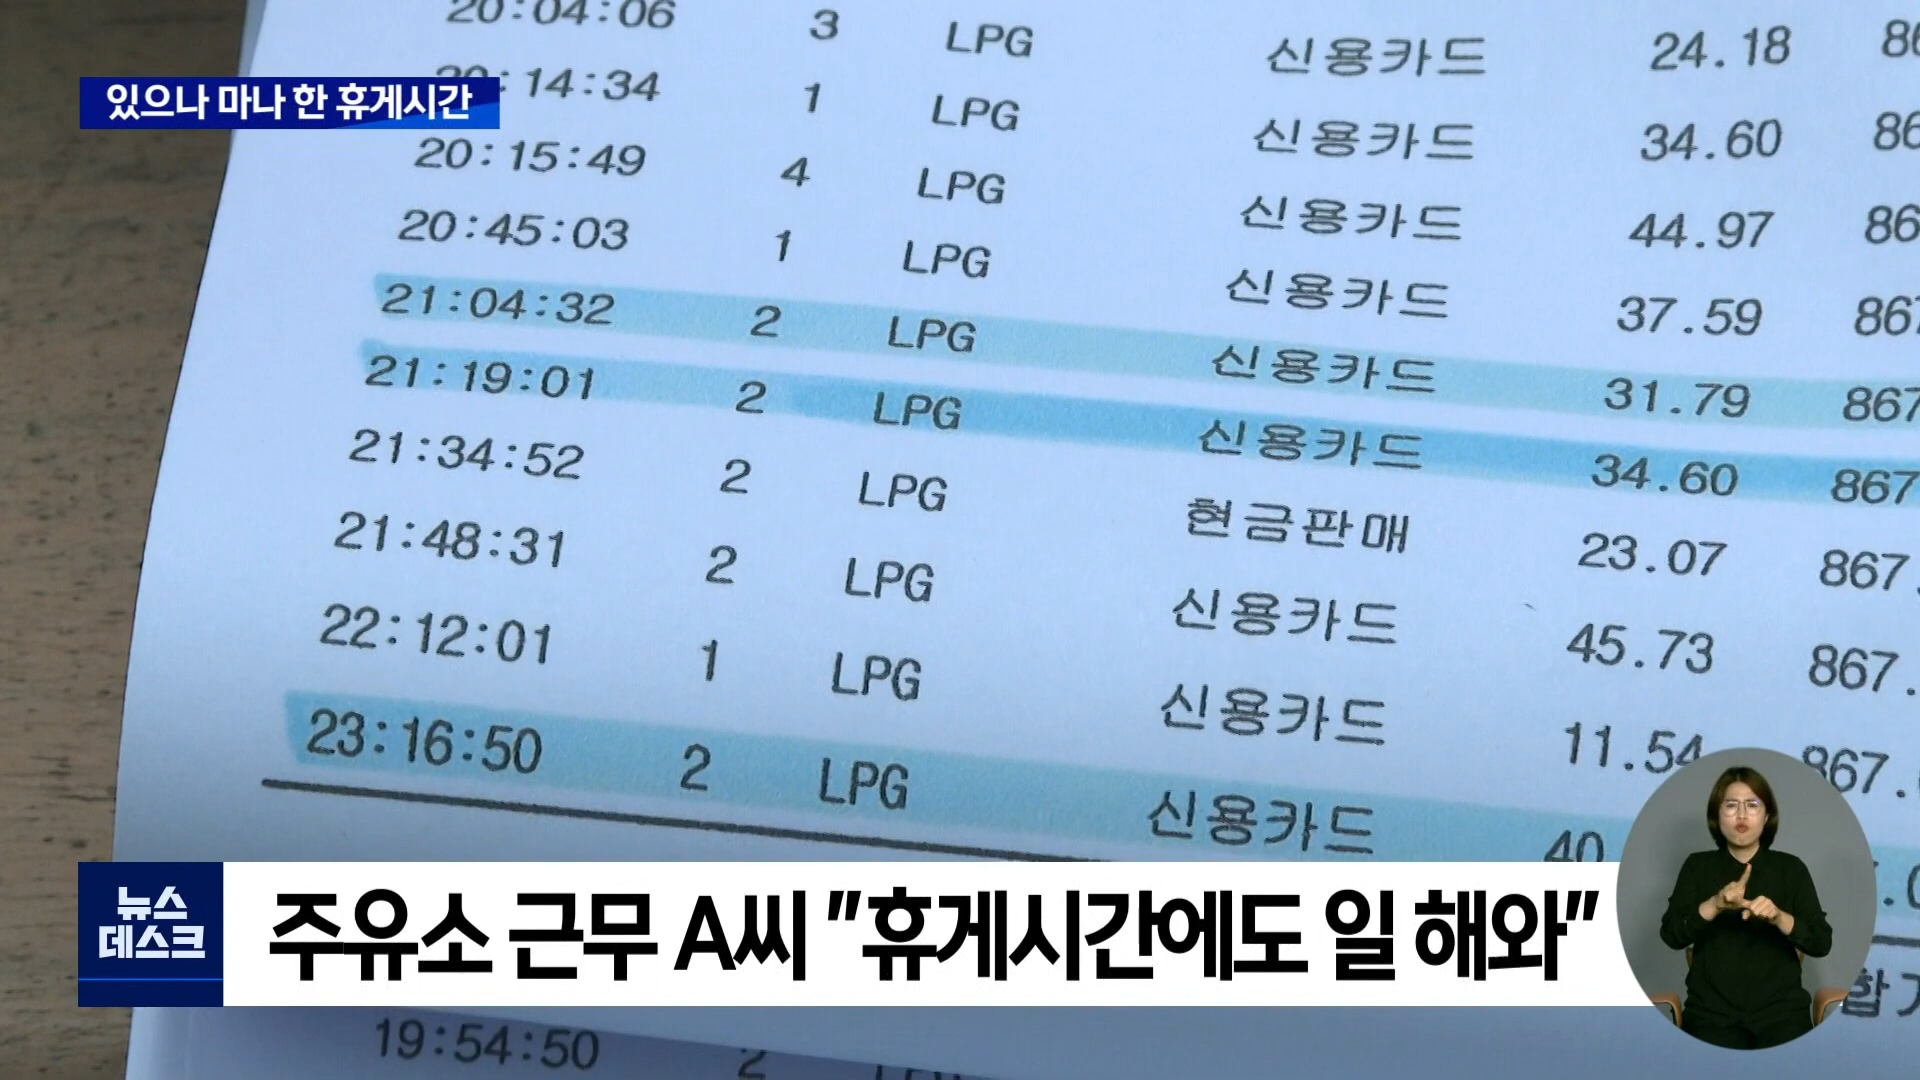 20:04:06 3 LPG 신용카드 24.18
있으나 마나 한 휴게시간
:14:34 1 LPG 신용카드 34.60
20:15:49 4 LPG 신용카드 44.97
20:45:03 1 LPG 신용카드 37.59
21:04:32 2 LPG 신용카드 31.79 867
21:19:01 2 LPG 신용카드 34.60 867
21:34:52 2 LPG 현금판매 23.07 867.
21:48:31 2 LPG 신용카드 45.73 867.
22:12:01 1 LPG 신용카드 11.54 867.
23:16:50 2 LPG 신용카드 40
뉴스
데스크
주유소 근무 A씨 "휴게시간에도 일 해와"
19:54:50 2